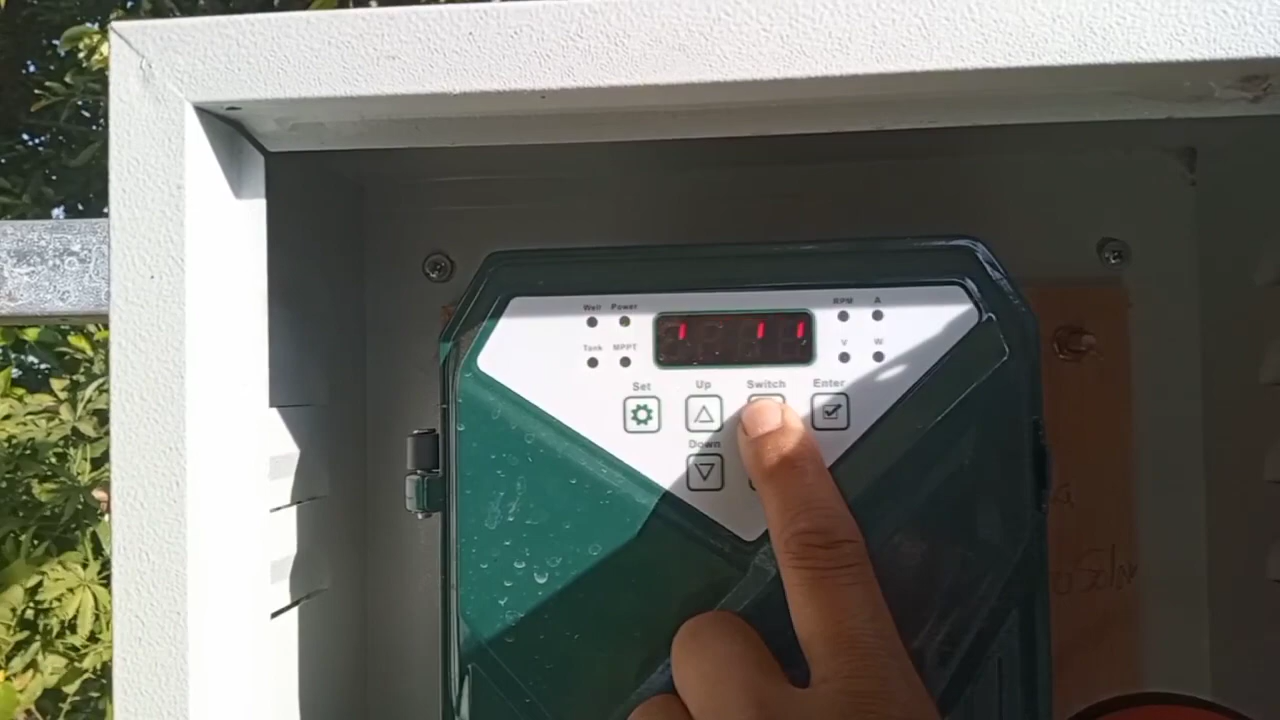 Well Power
RPM A
Tank MPPT
V W
Set Up Switch Enter
Down